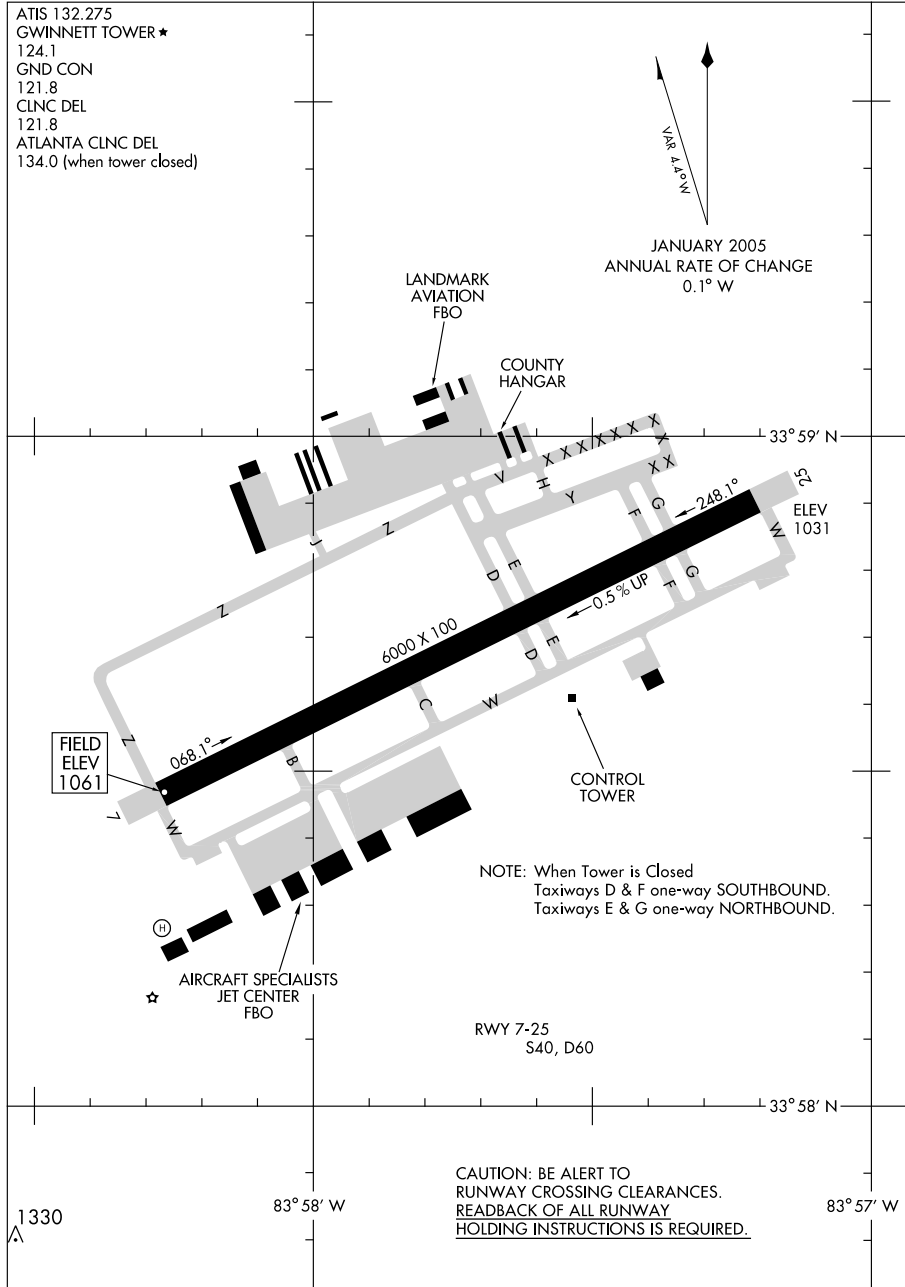 ATIS 132.275
GWINNETT TOWER★
124.1
GND CON
121.8
CLNC DEL
121.8
ATLANTA CLNC DEL
134.0 (when tower closed)
VAR 4.4° W
JANUARY 2005
ANNUAL RATE OF CHANGE
0.1° W
LANDMARK
AVIATION
FBO
COUNTY
HANGAR
33°59' N
X X X X X X X
X
X X
V
H
Y
Z
J
Z
G
F
248.1°
25
ELEV
1031
W
D
E
0.5% UP
F
G
6000 X 100
D
E
C
W
Z
068.1°
B
FIELD
ELEV
1061
7
W
CONTROL
TOWER
NOTE: When Tower is Closed
Taxiways D & F one-way SOUTHBOUND.
Taxiways E & G one-way NORTHBOUND.
H
AIRCRAFT SPECIALISTS
JET CENTER
FBO
RWY 7-25
S40, D60
33°58' N
CAUTION: BE ALERT TO
RUNWAY CROSSING CLEARANCES.
READBACK OF ALL RUNWAY
HOLDING INSTRUCTIONS IS REQUIRED.
1330
83°58' W
83°57' W